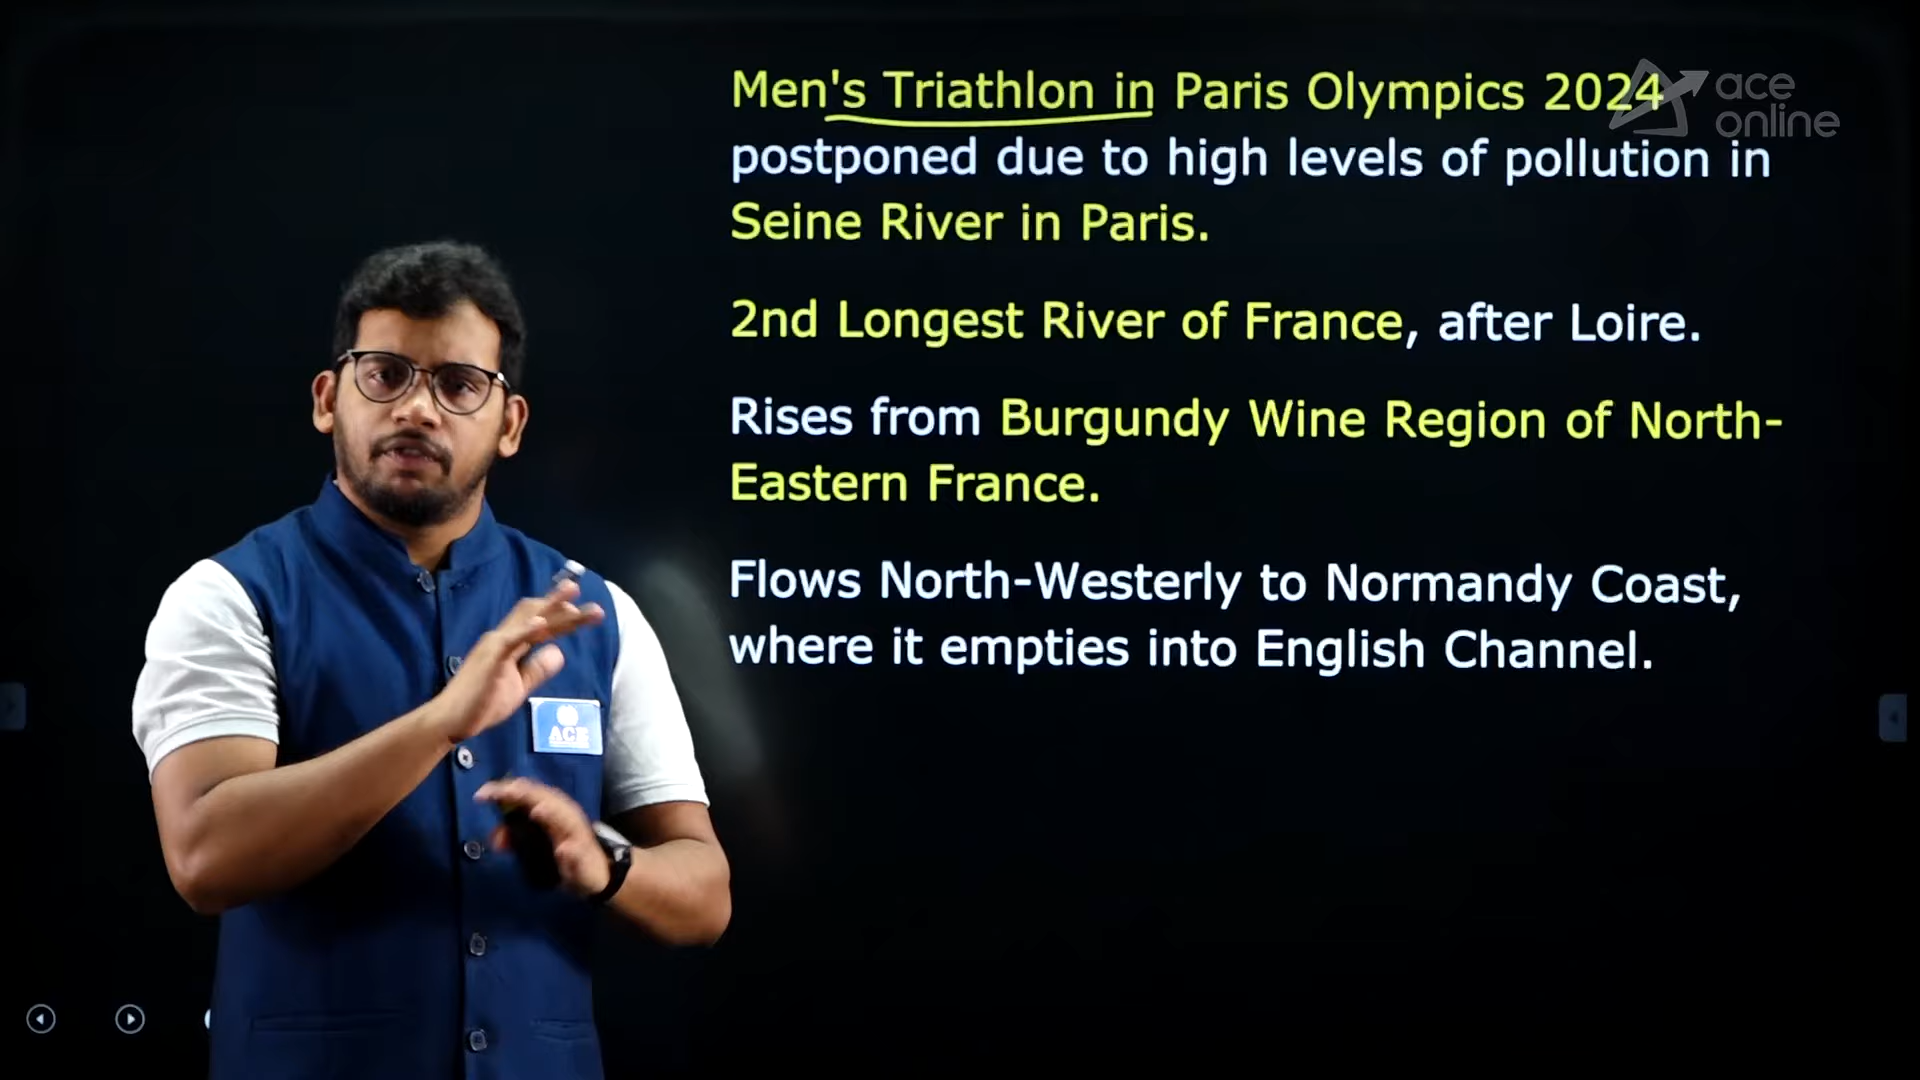 Men's Triathlon in Paris Olympics 2024
postponed due to high levels of pollution in
Seine River in Paris.
2nd Longest River of France, after Loire.
Rises from Burgundy Wine Region of North-
Eastern France.
Flows North-Westerly to Normandy Coast,
where it empties into English Channel.
ace
online
ACE